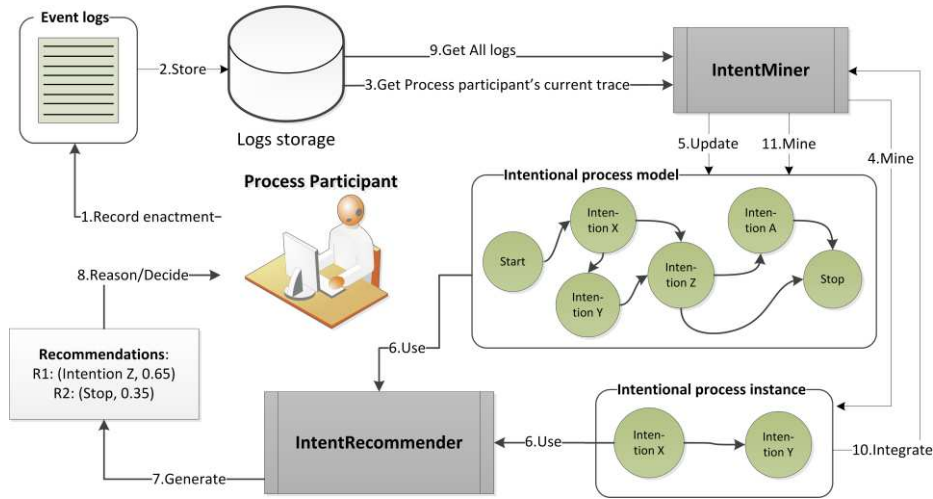 Event logs
2.Store
Logs storage
9.Get All logs
3.Get Process participant's current trace
IntentMiner
5.Update
11.Mine
4.Mine
Process Participant
1.Record enactment
8.Reason/Decide
Intentional process model
Start
Inten-
tion X
Inten-
tion Y
Inten-
tion Z
Inten-
tion A
Stop
6.Use
Recommendations:
R1: (Intention Z, 0.65)
R2: (Stop, 0.35)
7.Generate
IntentRecommender
6.Use
Intentional process instance
Inten-
tion X
Inten-
tion Y
10.Integrate